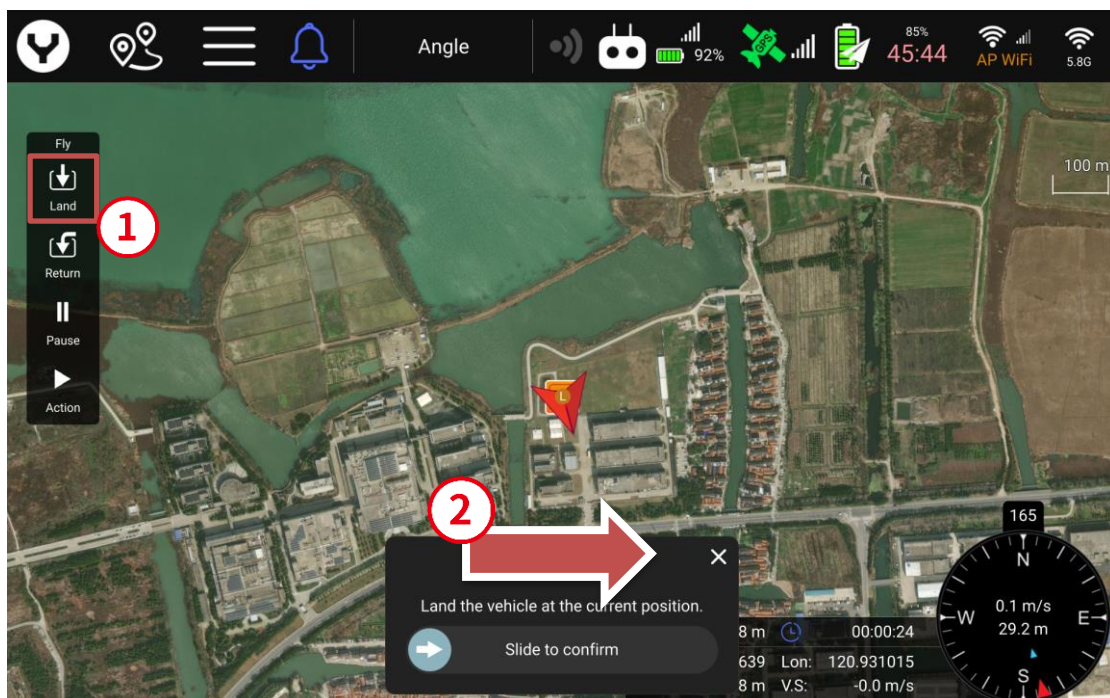 Angle
92%
GPS
85%
45:44
AP WiFi
5.8G
Fly
Land
1
Return
Pause
Action
100 m
L
2
Land the vehicle at the current position.
Slide to confirm
8 m 00:00:24
639 Lon: 120.931015
8 m V.S: -0.0 m/s
165
N
W
E
S
0.1 m/s
29.2 m